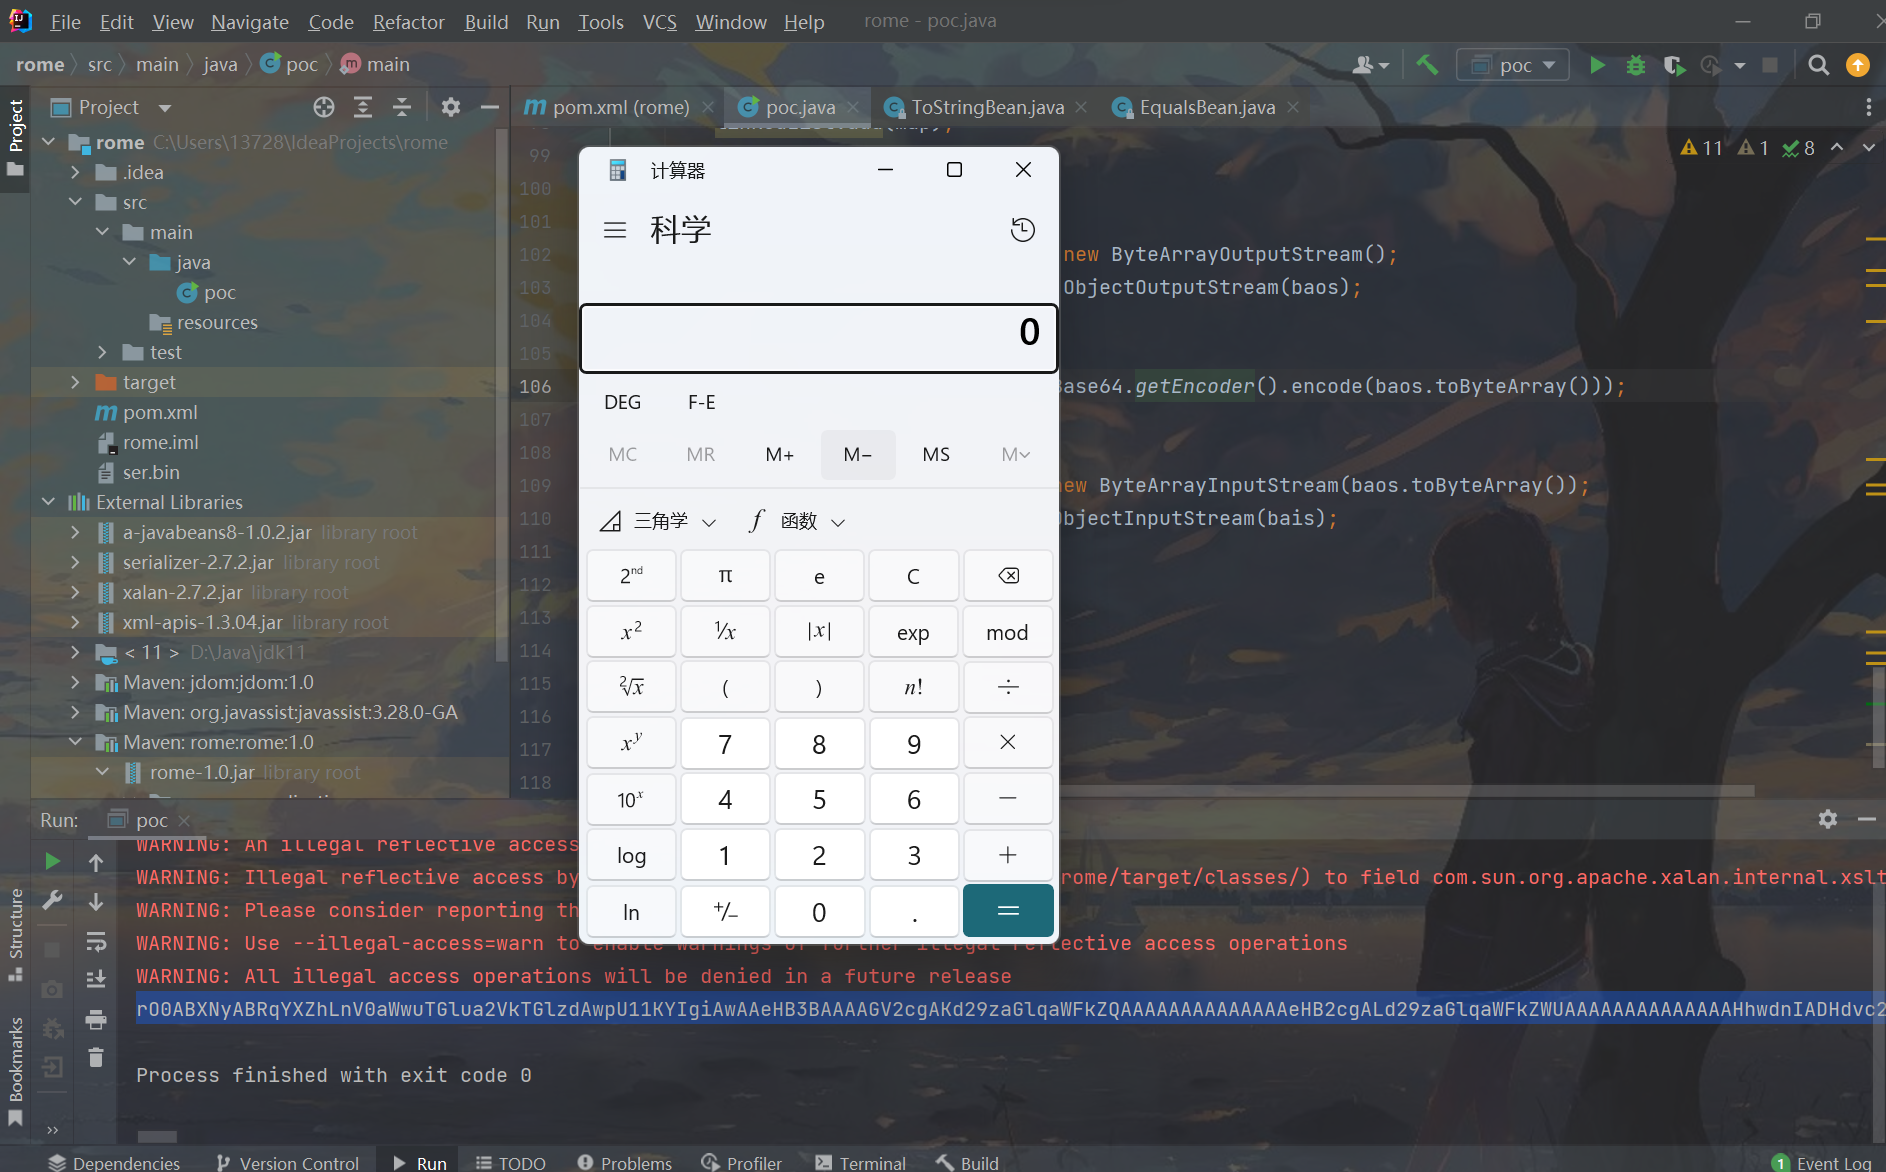 File Edit View Navigate Code Refactor Build Run Tools VCS Window Help rome - poc.java
rome src main java poc main
poc
Project
pom.xml (rome) poc.java ToStringBean.java EqualsBean.java
Project
rome C:\Users\13728\IdeaProjects\rome
.idea
src
main
java
poc
resources
test
target
pom.xml
rome.iml
ser.bin
External Libraries
a-javabeans8-1.0.2.jar library root
serializer-2.7.2.jar library root
xalan-2.7.2.jar library root
xml-apis-1.3.04.jar library root
< 11 > D:\Java\jdk11
Maven: jdom:jdom:1.0
Maven: org.javassist:javassist:3.28.0-GA
Maven: rome:rome:1.0
rome-1.0.jar library root
11 1 8
99
100
101
102 new ByteArrayOutputStream();
103 ObjectOutputStream(baos);
104
105
106 Base64.getEncoder().encode(baos.toByteArray()));
107
108
109 new ByteArrayInputStream(baos.toByteArray());
110 ObjectInputStream(bais);
111
112
113
114
115
116
117
118
计算器
科学
0
DEG F-E
MC MR M+ M− MS M
三角学 f 函数
2nd π e C
x² ¹/x |x| exp mod
²√x ( ) n! ÷
xʸ 7 8 9 ×
10ˣ 4 5 6 −
log 1 2 3 +
ln +/− 0 . =
Run: poc
WARNING: An illegal reflective access
WARNING: Illegal reflective access by rome/target/classes/) to field com.sun.org.apache.xalan.internal.xslt
WARNING: Please consider reporting th
WARNING: Use --illegal-access=warn to enable warnings of further illegal reflective access operations
WARNING: All illegal access operations will be denied in a future release
rO0ABXNyABRqYXZhLnV0aWwuTGlua2VkTGlzdAwpU11KYIgiAwAAeHB3BAAAAGV2cgAKd29zaGlqaWFkZQAAAAAAAAAAAAAAeHB2cgALd29zaGlqaWFkZWUAAAAAAAAAAAAAAHhwdnIADHdvc2
Process finished with exit code 0
Structure
Bookmarks
Dependencies Version Control Run TODO Problems Profiler Terminal Build 1 Event Log